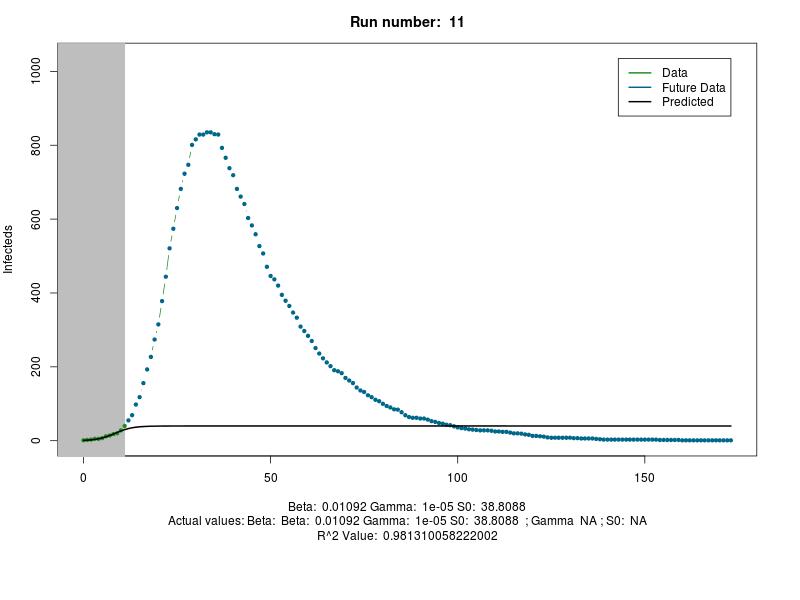 Run number: 11
Infecteds
1000
800
600
400
200
0
Data
Future Data
Predicted
0 50 100 150
Beta: 0.01092 Gamma: 1e-05 S0: 38.8088
Actual values: Beta: Beta: 0.01092 Gamma: 1e-05 S0: 38.8088 ; Gamma NA ; S0: NA
R^2 Value: 0.981310058222002